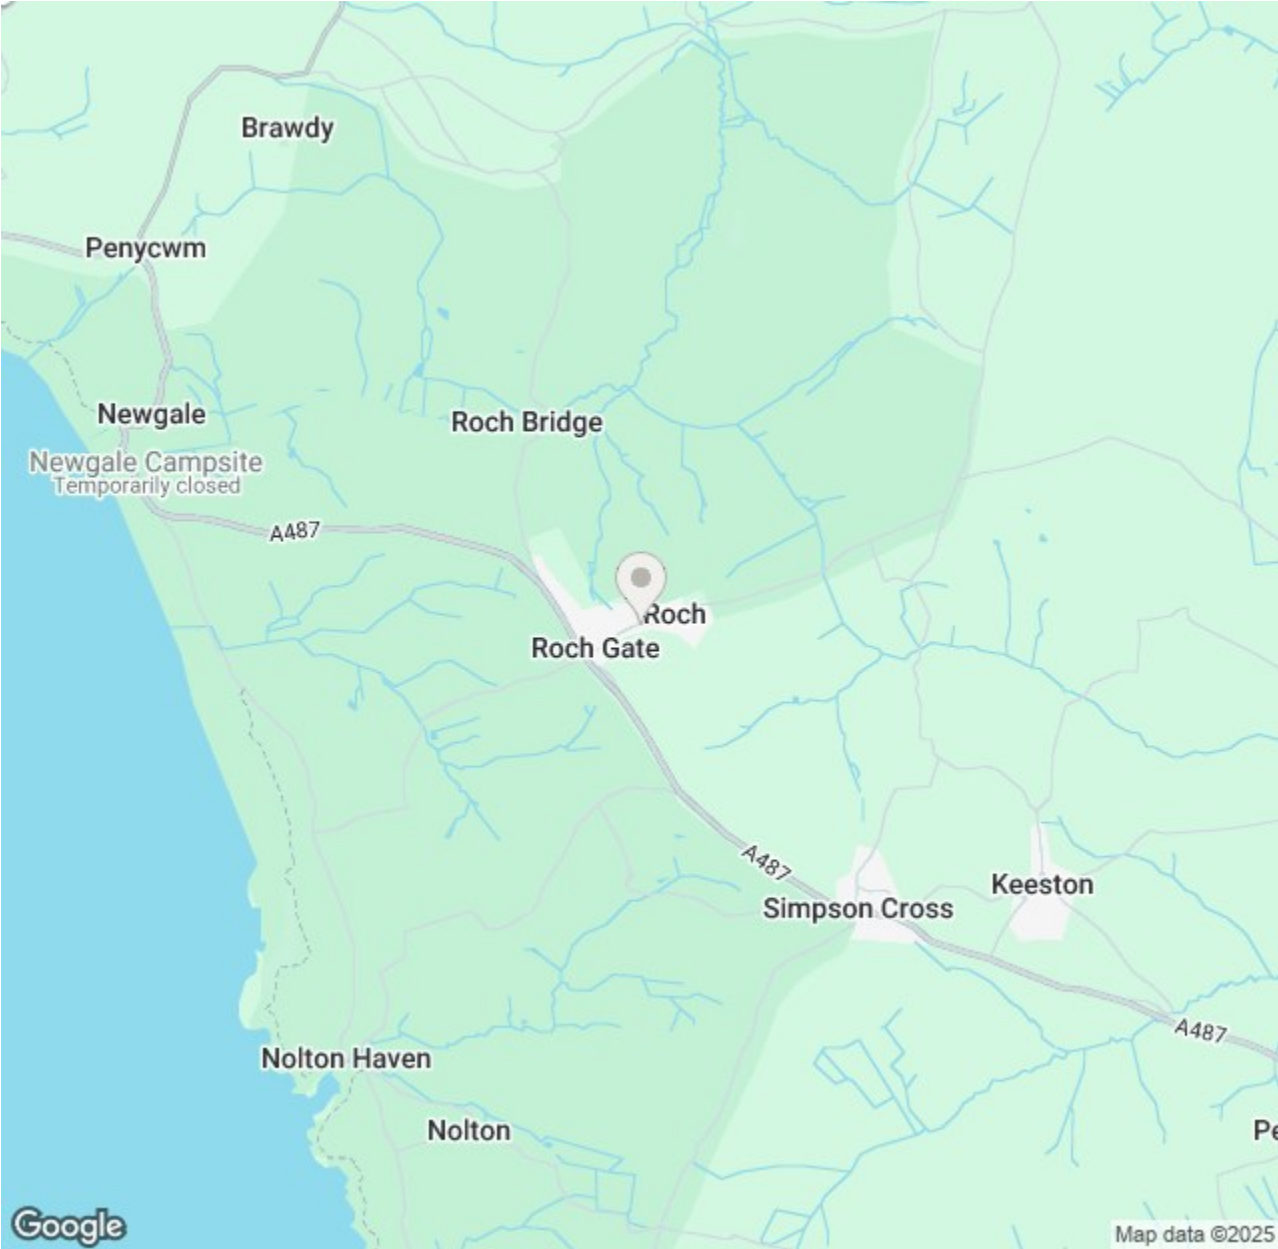 Brawdy
Penycwm
Newgale
Roch Bridge
Newgale Campsite
Temporarily closed
A487
Roch
Roch Gate
A487
Keeston
Simpson Cross
A487
Nolton Haven
Nolton
Pe
Google
Map data ©2025